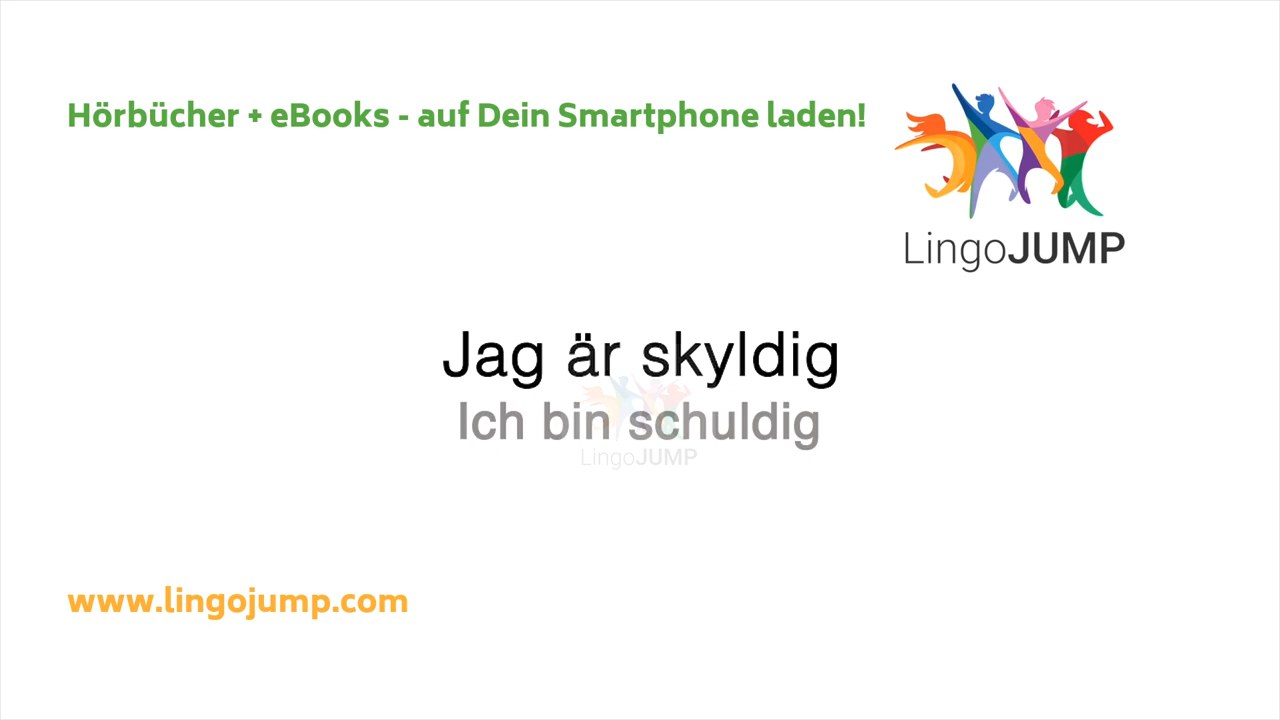 Hörbücher + eBooks - auf Dein Smartphone laden!
LingoJUMP
Jag är skyldig
Ich bin schuldig
LingoJUMP
www.lingojump.com